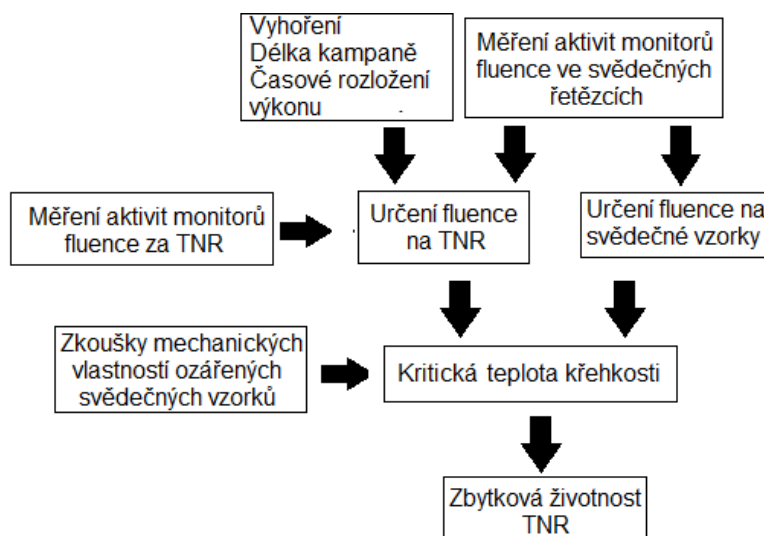 Vyhoření
Délka kampaně
Časové rozložení
výkonu
Měření aktivit monitorů
fluence ve svědečných
řetězcích
Měření aktivit monitorů
fluence za TNR
Určení fluence
na TNR
Určení fluence na
svědečné vzorky
Zkoušky mechanických
vlastností ozářených
svědečných vzorků
Kritická teplota křehkosti
Zbytková životnost
TNR